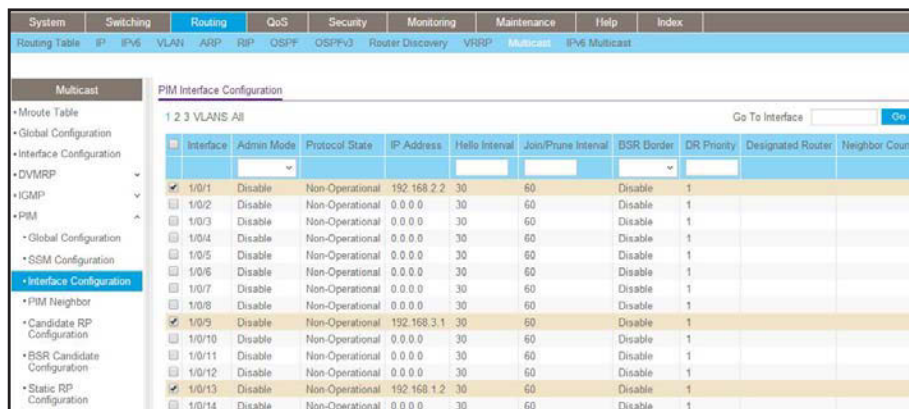 System Switching Routing QoS Security Monitoring Maintenance Help Index
Routing Table IP IPv6 VLAN ARP RIP OSPF OSPFv3 Router Discovery VRRP Multicast IPv6 Multicast
Multicast
• Mroute Table
• Global Configuration
• Interface Configuration
• DVMRP
• IGMP
• PIM
• Global Configuration
• SSM Configuration
• Interface Configuration
• PIM Neighbor
• Candidate RP
Configuration
• BSR Candidate
Configuration
• Static RP
Configuration
PIM Interface Configuration
1 2 3 VLANS All Go To Interface Go
Interface Admin Mode Protocol State IP Address Hello Interval Join/Prune Interval BSR Border DR Priority Designated Router Neighbor Coun
1/0/1 Disable Non-Operational 192.168.2.2 30 60 Disable 1
1/0/2 Disable Non-Operational 0.0.0.0 30 60 Disable 1
1/0/3 Disable Non-Operational 0.0.0.0 30 60 Disable 1
1/0/4 Disable Non-Operational 0.0.0.0 30 60 Disable 1
1/0/5 Disable Non-Operational 0.0.0.0 30 60 Disable 1
1/0/6 Disable Non-Operational 0.0.0.0 30 60 Disable 1
1/0/7 Disable Non-Operational 0.0.0.0 30 60 Disable 1
1/0/8 Disable Non-Operational 0.0.0.0 30 60 Disable 1
1/0/9 Disable Non-Operational 192.168.3.1 30 60 Disable 1
1/0/10 Disable Non-Operational 0.0.0.0 30 60 Disable 1
1/0/11 Disable Non-Operational 0.0.0.0 30 60 Disable 1
1/0/12 Disable Non-Operational 0.0.0.0 30 60 Disable 1
1/0/13 Disable Non-Operational 192.168.1.2 30 60 Disable 1
1/0/14 Disable Non-Operational 0.0.0.0 30 60 Disable 1